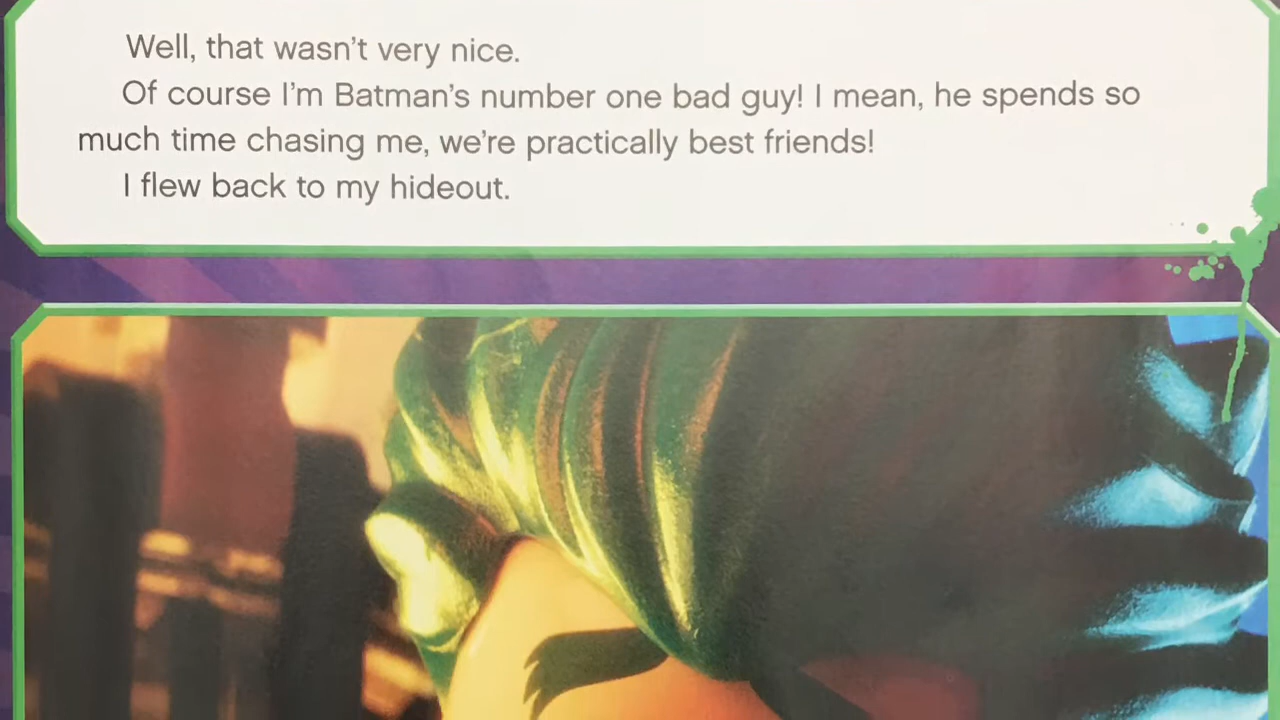 Well, that wasn't very nice.
Of course I'm Batman's number one bad guy! I mean, he spends so
much time chasing me, we're practically best friends!
I flew back to my hideout.